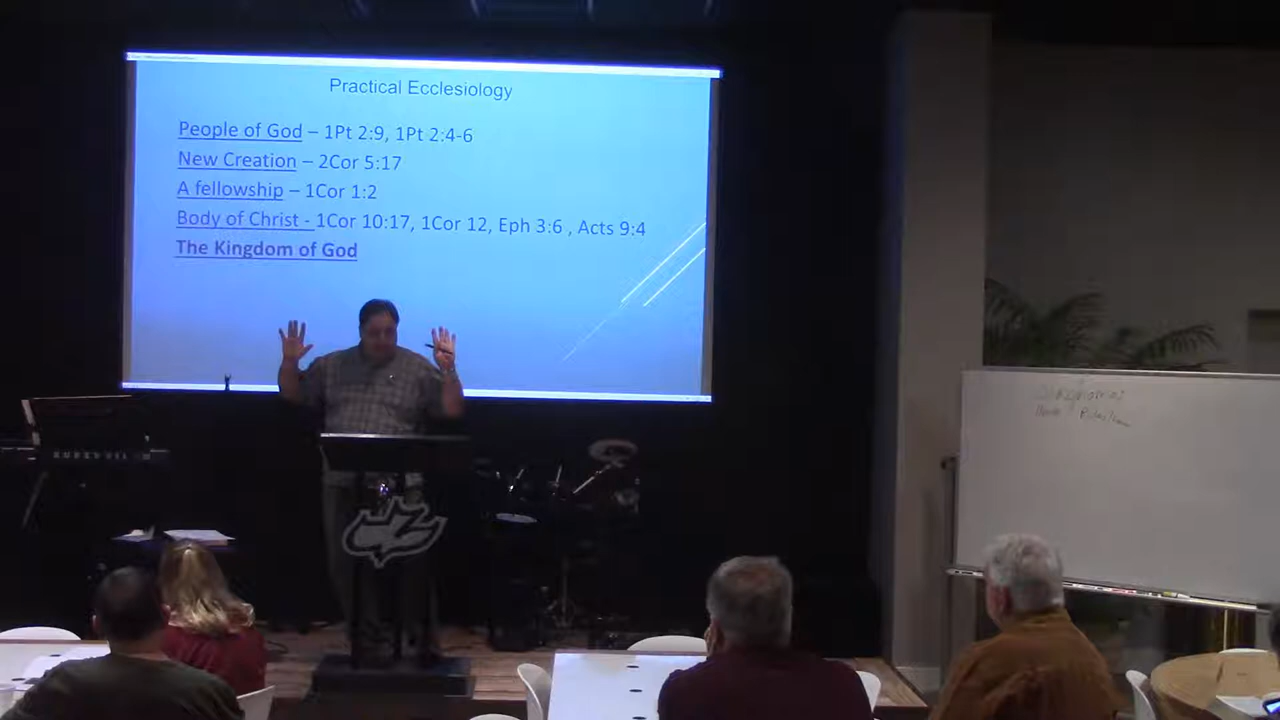 Practical Ecclesiology
People of God – 1Pt 2:9, 1Pt 2:4-6
New Creation – 2Cor 5:17
A fellowship – 1Cor 1:2
Body of Christ - 1Cor 10:17, 1Cor 12, Eph 3:6 , Acts 9:4
The Kingdom of God
KURZWEIL